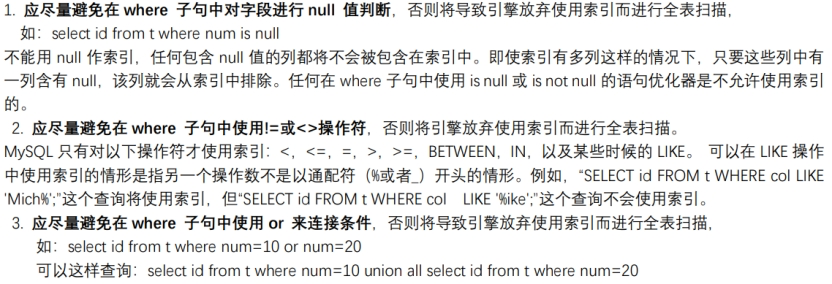 1. 应尽量避免在 where 子句中对字段进行 null 值判断，否则将导致引擎放弃使用索引而进行全表扫描，
如：select id from t where num is null
不能用 null 作索引，任何包含 null 值的列都将不会被包含在索引中。即使索引有多列这样的情况下，只要这些列中有
一列含有 null，该列就会从索引中排除。任何在 where 子句中使用 is null 或 is not null 的语句优化器是不允许使用索引
的。
2. 应尽量避免在 where 子句中使用!=或<>操作符，否则将引擎放弃使用索引而进行全表扫描。
MySQL 只有对以下操作符才使用索引：<，<=，=，>，>=，BETWEEN，IN，以及某些时候的 LIKE。 可以在 LIKE 操作
中使用索引的情形是指另一个操作数不是以通配符（%或者_）开头的情形。例如，“SELECT id FROM t WHERE col LIKE
'Mich%';”这个查询将使用索引，但“SELECT id FROM t WHERE col LIKE '%ike';”这个查询不会使用索引。
3. 应尽量避免在 where 子句中使用 or 来连接条件，否则将导致引擎放弃使用索引而进行全表扫描，
如：select id from t where num=10 or num=20
可以这样查询：select id from t where num=10 union all select id from t where num=20